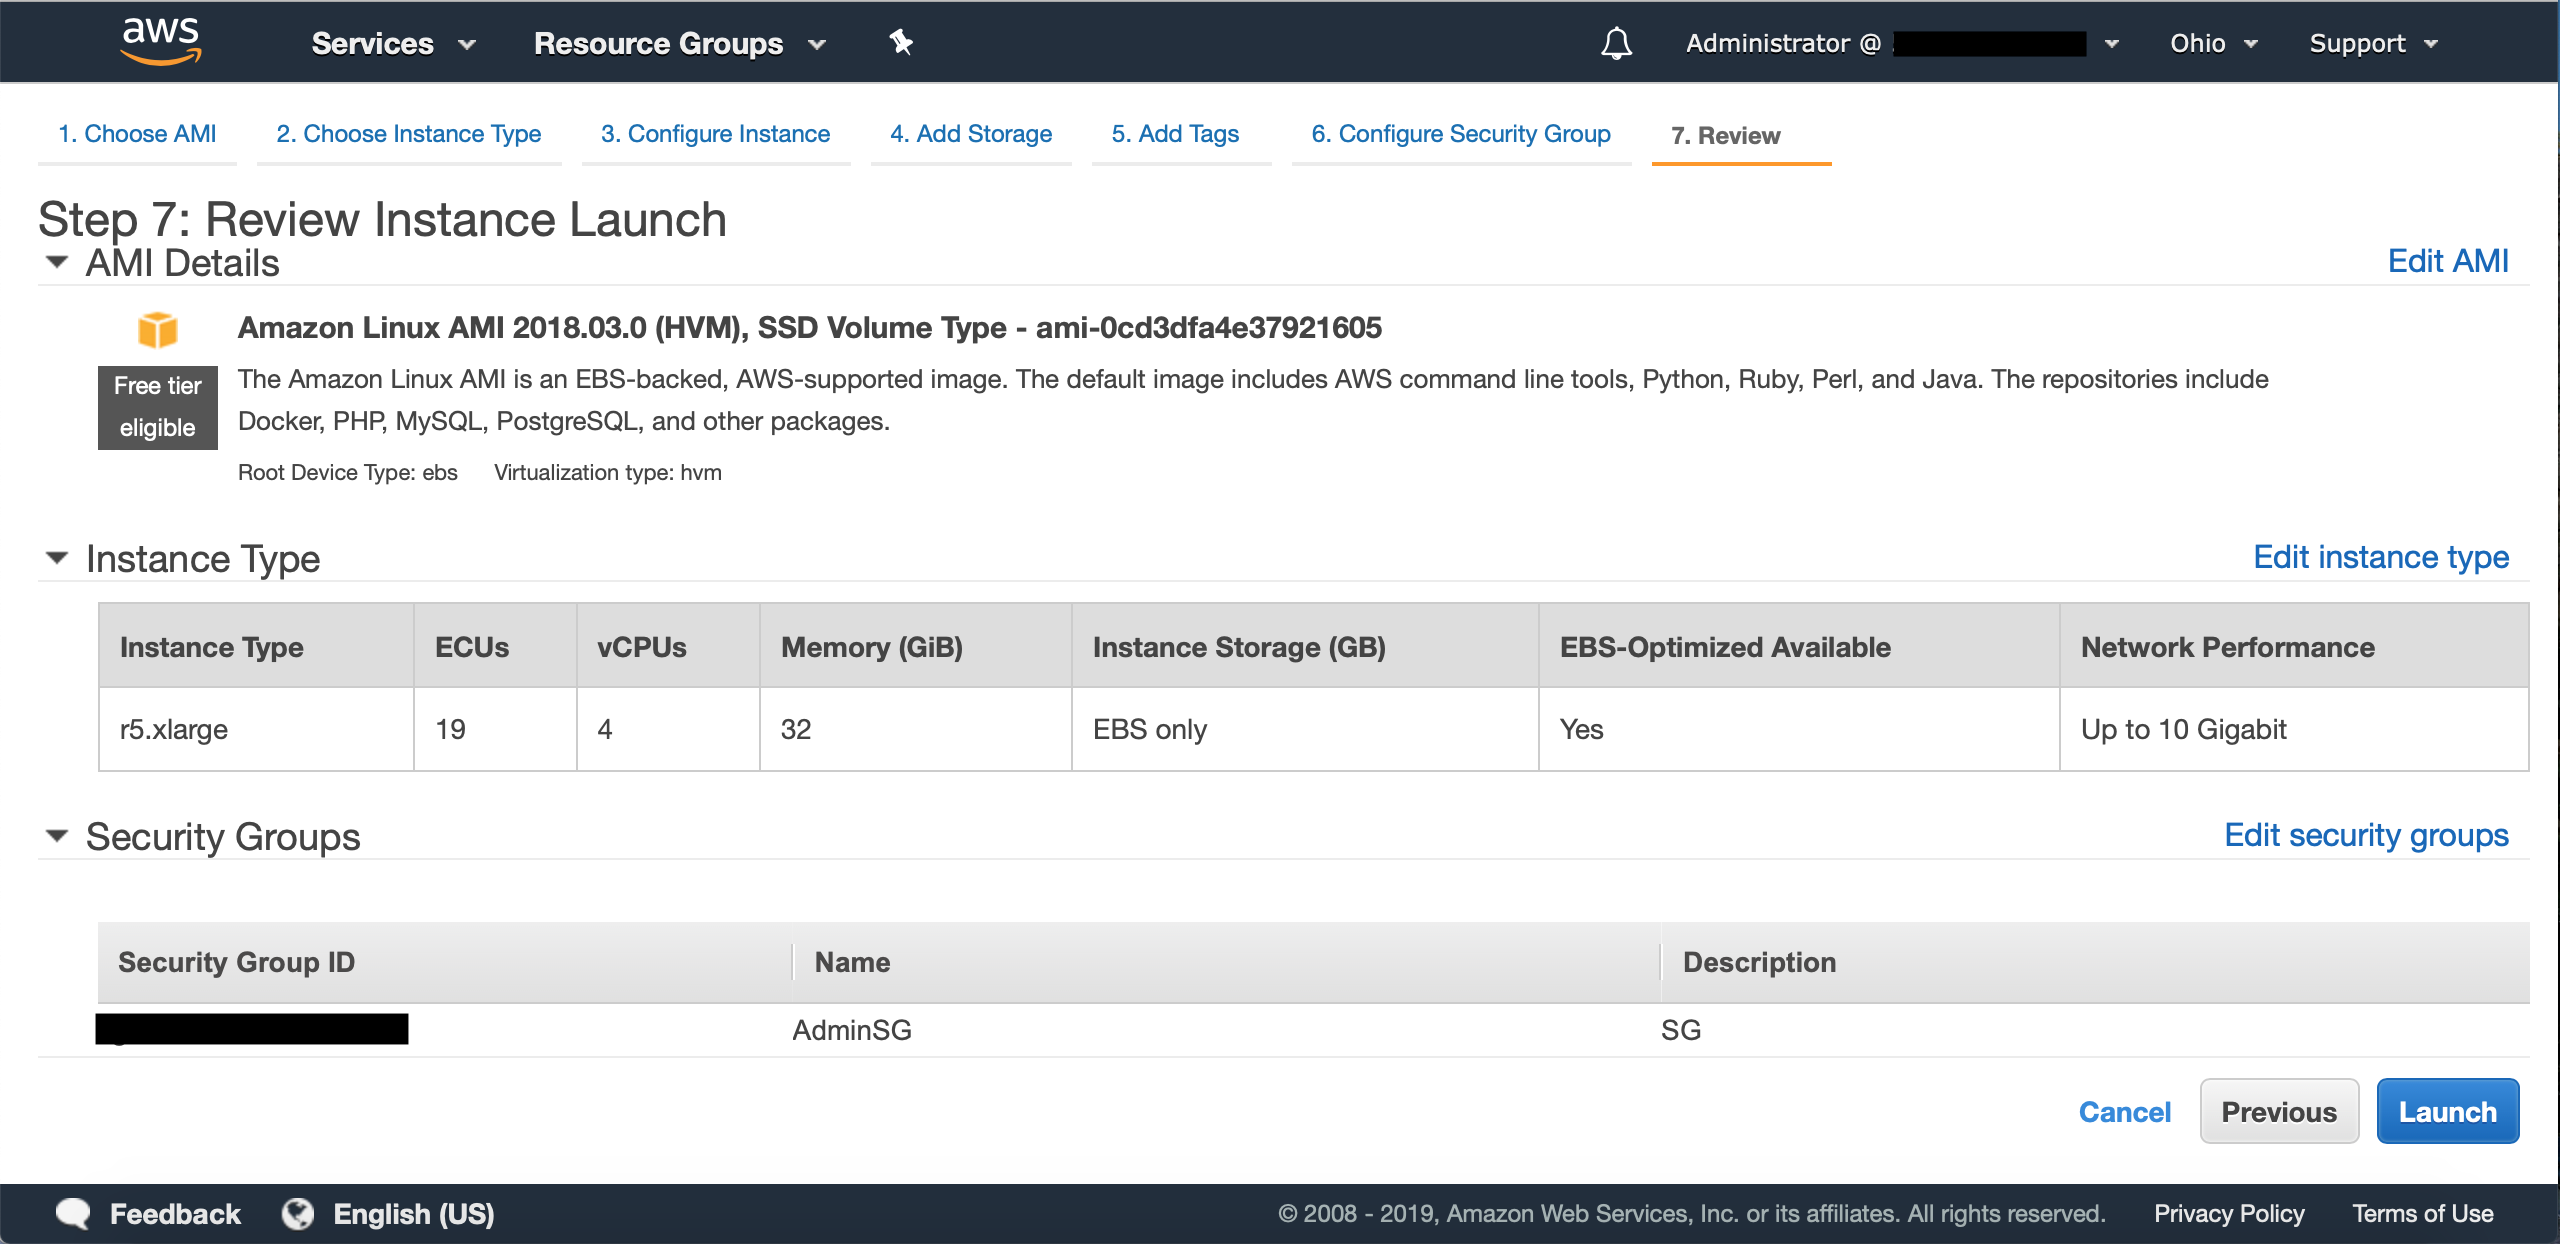 aws Services Resource Groups Administrator @ Ohio Support
1. Choose AMI 2. Choose Instance Type 3. Configure Instance 4. Add Storage 5. Add Tags 6. Configure Security Group 7. Review
Step 7: Review Instance Launch
AMI Details Edit AMI
Amazon Linux AMI 2018.03.0 (HVM), SSD Volume Type - ami-0cd3dfa4e37921605
Free tier
eligible
The Amazon Linux AMI is an EBS-backed, AWS-supported image. The default image includes AWS command line tools, Python, Ruby, Perl, and Java. The repositories include
Docker, PHP, MySQL, PostgreSQL, and other packages.
Root Device Type: ebs Virtualization type: hvm
Instance Type Edit instance type
Instance Type ECUs vCPUs Memory (GiB) Instance Storage (GB) EBS-Optimized Available Network Performance
r5.xlarge 19 4 32 EBS only Yes Up to 10 Gigabit
Security Groups Edit security groups
Security Group ID Name Description
AdminSG SG
Cancel Previous Launch
Feedback English (US) © 2008 - 2019, Amazon Web Services, Inc. or its affiliates. All rights reserved. Privacy Policy Terms of Use